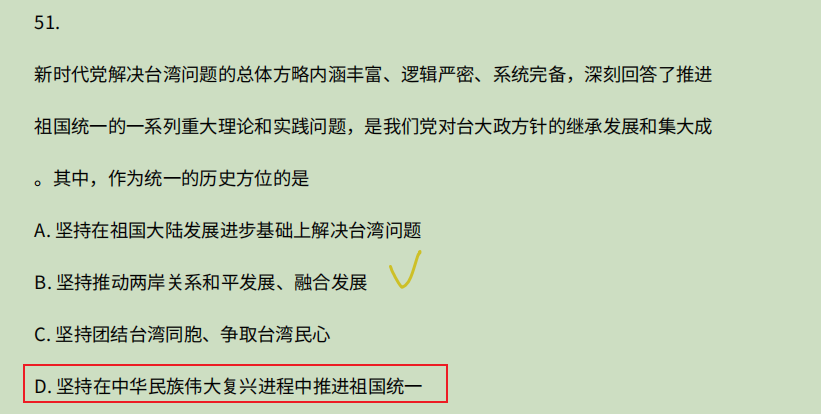 51.
新时代党解决台湾问题的总体方略内涵丰富、逻辑严密、系统完备，深刻回答了推进
祖国统一的一系列重大理论和实践问题，是我们党对台大政方针的继承发展和集大成
。其中，作为统一的历史方位的是
A. 坚持在祖国大陆发展进步基础上解决台湾问题
B. 坚持推动两岸关系和平发展、融合发展
C. 坚持团结台湾同胞、争取台湾民心
D. 坚持在中华民族伟大复兴进程中推进祖国统一